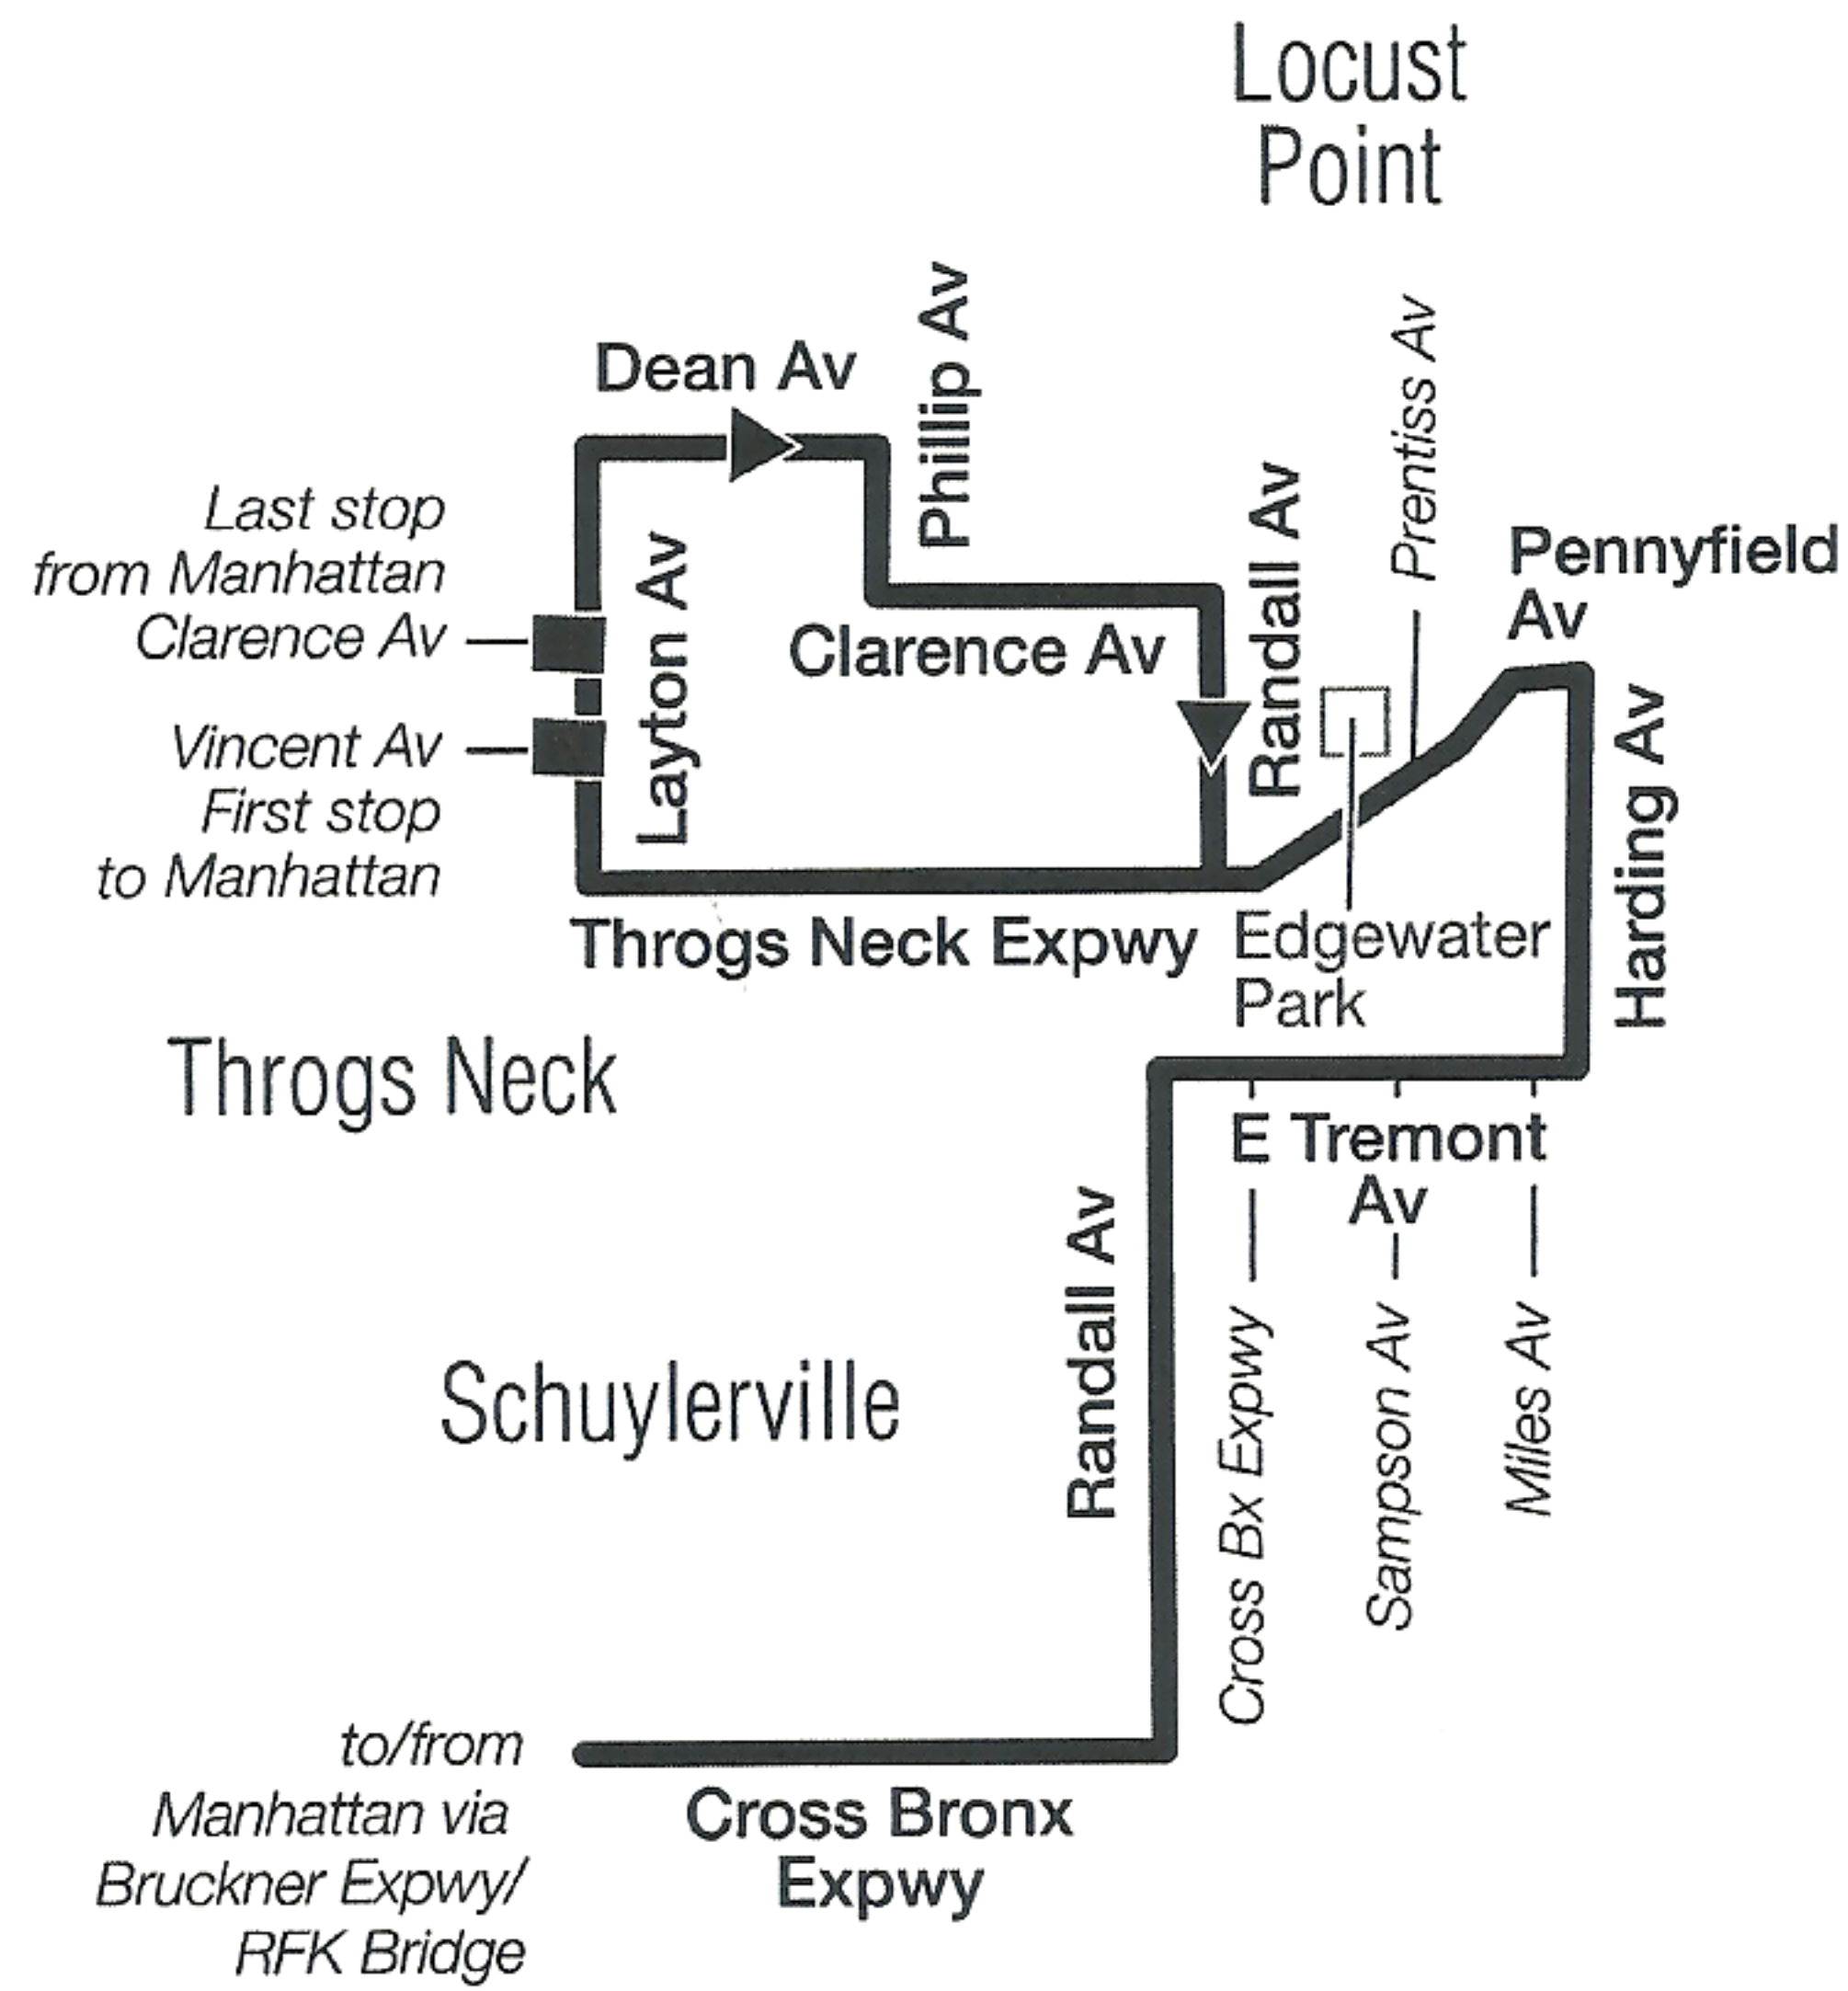 Locust
Point
Dean Av
Phillip Av
Prentiss Av
Last stop
from Manhattan
Clarence Av
Layton Av
Clarence Av
Randall Av
Pennyfield
Av
Vincent Av
First stop
to Manhattan
Harding Av
Throgs Neck Expwy
Edgewater
Park
Throgs Neck
E Tremont
Av
Randall Av
Cross Bx Expwy
Sampson Av
Miles Av
Schuylerville
to/from
Manhattan via
Bruckner Expwy/
RFK Bridge
Cross Bronx
Expwy